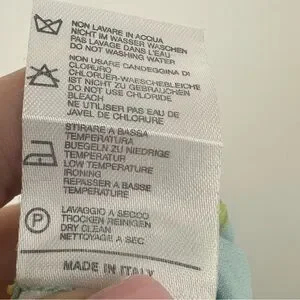 NON LAVARE IN ACQUA
NICHT IM WASSER WASCHEN
PAS LAVAGE DANS L'EAU
DO NOT WASHING WATER
NON USARE CANDEGGINA DI
CLORURO
CHLORUER-WAESCHEBLEICHE
IST NICHT ZU GEBRAUCHEN
DO NOT USE CHLORIDE
BLEACH
NE UTILISER PAS EAU DE
JAVEL DE CHLORURE
STIRARE A BASSA
TEMPERATURA
BUEGELN ZU NIEDRIGE
TEMPERATUR
LOW TEMPERATURE
IRONING
REPASSER A BASSE
TEMPERATURE
P
LAVAGGIO A SECCO
TROCKEN REINIGEN
DRY CLEAN
NETTOYAGE A SEC
MADE IN ITALY